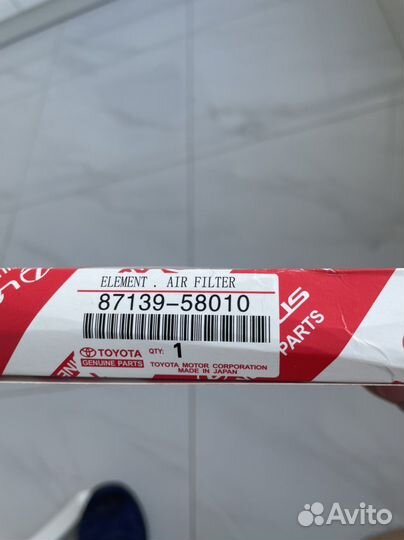 ELEMENT . AIR FILTER
87139-58010
TOYOTA QTY: 1
GENUINE PARTS
TOYOTA MOTOR CORPORATION
MADE IN JAPAN
PARTS
Avito